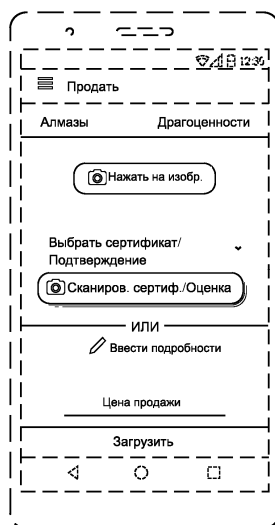 12:30
Продать
Алмазы Драгоценности
Нажать на изобр.
Выбрать сертификат/
Подтверждение
Сканиров. сертиф./Оценка
ИЛИ
Ввести подробности
Цена продажи
Загрузить